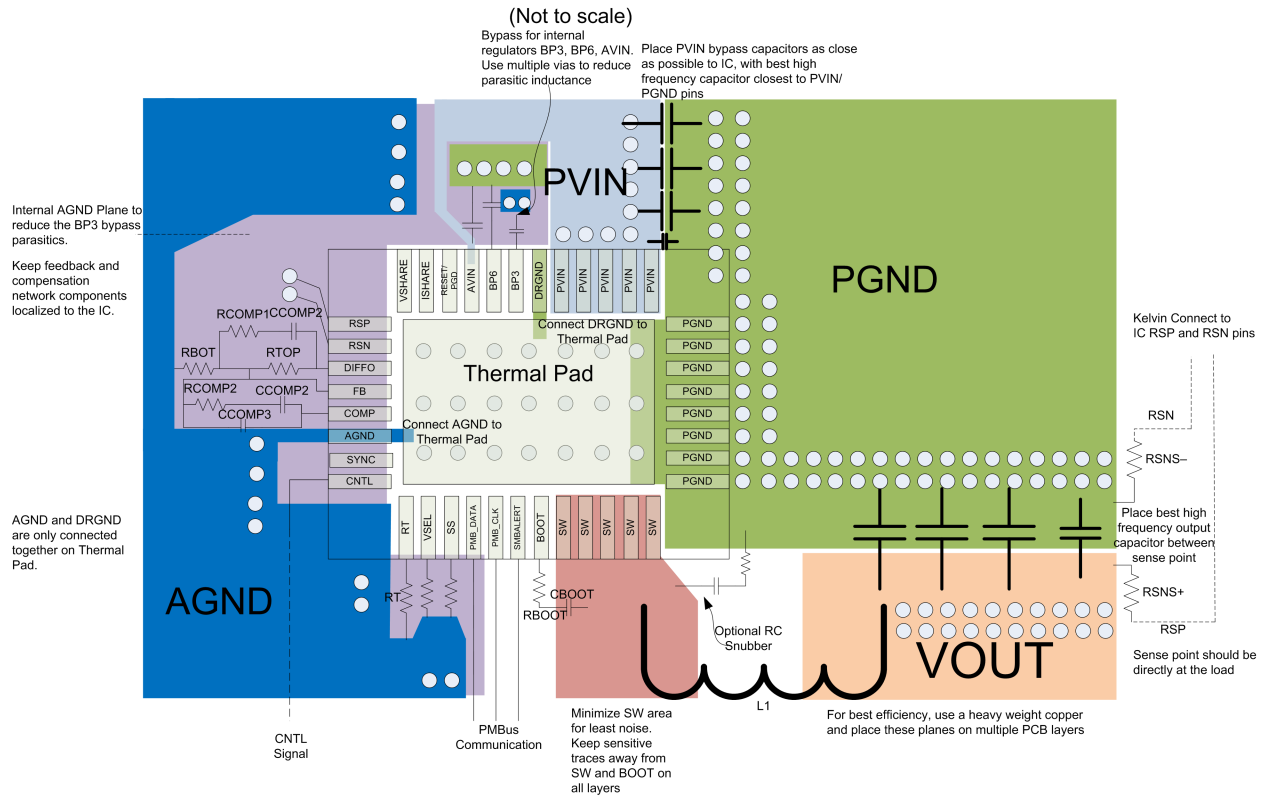 (Not to scale)
Bypass for internal
regulators BP3, BP6, AVIN.
Use multiple vias to reduce
parasitic inductance
Place PVIN bypass capacitors as close
as possible to IC, with best high
frequency capacitor closest to PVIN/
PGND pins
PVIN
PGND
Internal AGND Plane to
reduce the BP3 bypass
parasitics.
Keep feedback and
compensation
network components
localized to the IC.
VSHARE
ISHARE
RESET/
PGD
AVIN
BP6
BP3
DRGND
PVIN
PVIN
PVIN
PVIN
PVIN
RCOMP1
CCOMP2
RBOT
RTOP
RCOMP2
CCOMP2
CCOMP3
RSP
RSN
DIFFO
FB
COMP
AGND
SYNC
CNTL
Connect DRGND to
Thermal Pad
Thermal Pad
Connect AGND to
Thermal Pad
PGND
PGND
PGND
PGND
PGND
PGND
PGND
PGND
Kelvin Connect to
IC RSP and RSN pins
RSN
RSNS–
Place best high
frequency output
capacitor between
sense point
RSNS+
RSP
Sense point should be
directly at the load
AGND and DRGND
are only connected
together on Thermal
Pad.
AGND
RT
VSEL
SS
PMB_DATA
PMB_CLK
SMBALERT
BOOT
SW
SW
SW
SW
SW
RT
CBOOT
RBOOT
Optional RC
Snubber
VOUT
L1
CNTL
Signal
PMBus
Communication
Minimize SW area
for least noise.
Keep sensitive
traces away from
SW and BOOT on
all layers
For best efficiency, use a heavy weight copper
and place these planes on multiple PCB layers